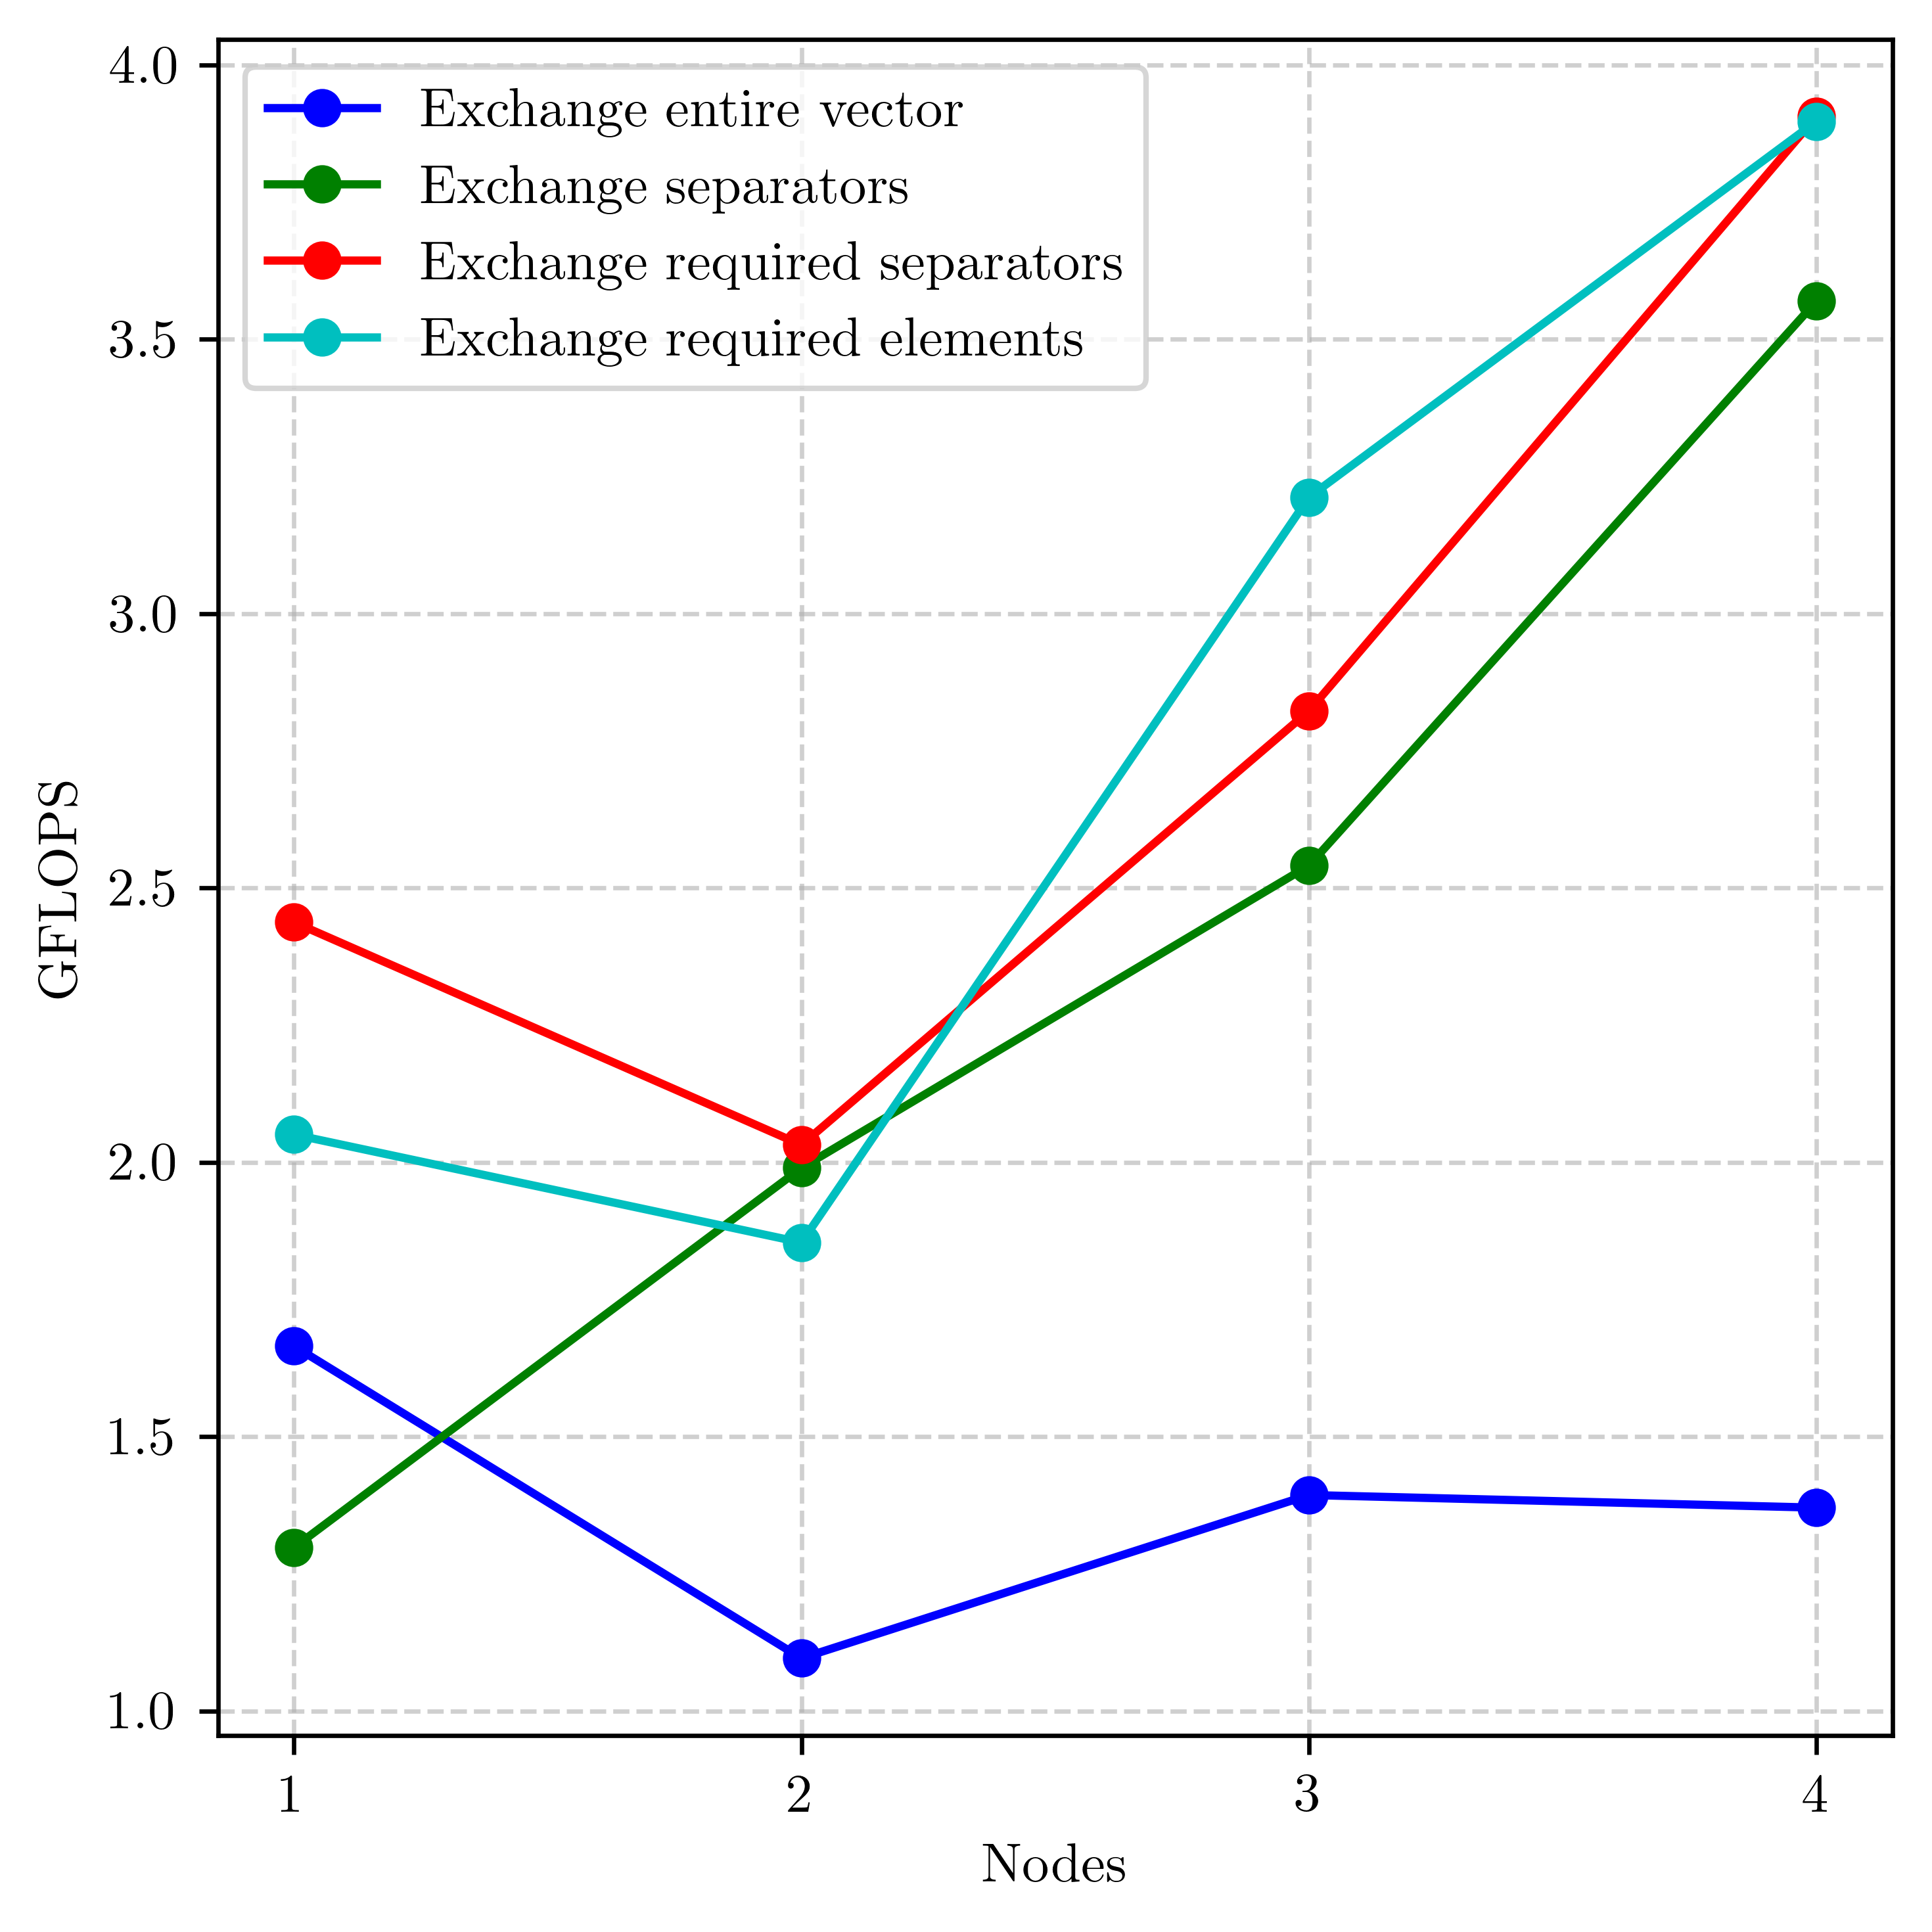 Exchange entire vector
Exchange separators
Exchange required separators
Exchange required elements
4.0
3.5
3.0
2.5
2.0
1.5
1.0
GFLOPS
1 2 3 4
Nodes